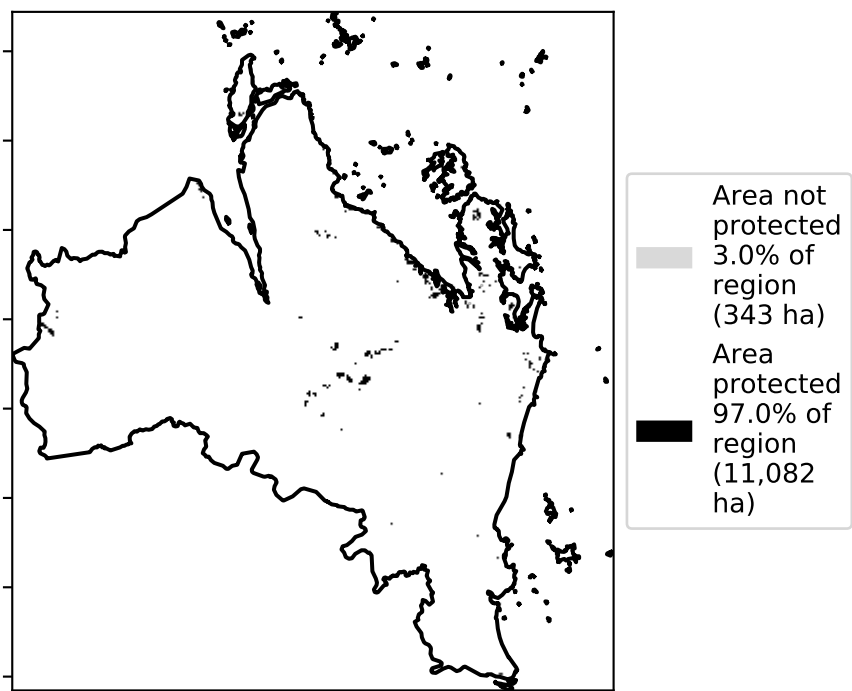 Area not
protected
3.0% of
region
(343 ha)
Area
protected
97.0% of
region
(11,082
ha)